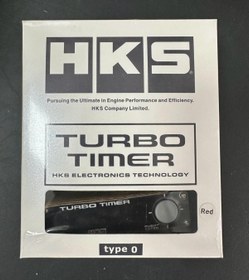 HKS
Pursuing the Ultimate in Engine Performance and Efficiency.
HKS Company Limited.
TURBO
TIMER
HKS ELECTRONICS TECHNOLOGY
TURBO TIMER
Red
type 0